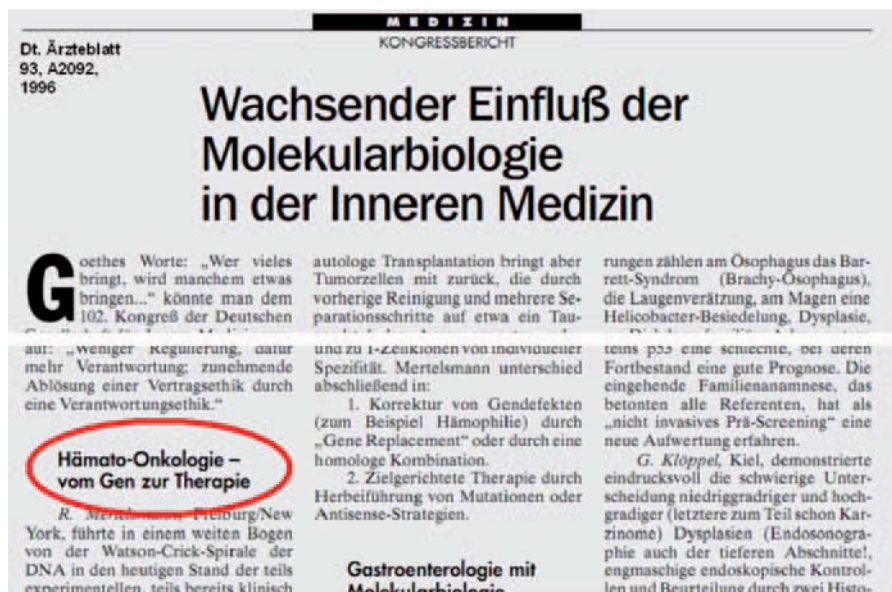 MEDIZIN
KONGRESSBERICHT
Dt. Ärzteblatt
93, A2092,
1996
Wachsender Einfluß der
Molekularbiologie
in der Inneren Medizin
Goethes Worte: „Wer vieles
bringt, wird manchem etwas
bringen...“ könnte man dem
102. Kongreß der Deutschen
auf: „Weniger Regulierung, dafür
mehr Verantwortung; zunehmende
Ablösung einer Vertragsethik durch
eine Verantwortungsethik.“
Hämato-Onkologie –
vom Gen zur Therapie
R. Mertelsmann, Freiburg/New
York, führte in einem weiten Bogen
von der Watson-Crick-Spirale der
DNA in den heutigen Stand der teils
experimentellen, teils bereits klinisch
autologe Transplantation bringt aber
Tumorzellen mit zurück, die durch
vorherige Reinigung und mehrere Se-
parationsschritte auf etwa ein Tau-
und zu T-Zellklonen von individueller
Spezifität. Mertelsmann unterschied
abschließend in:
1. Korrektur von Gendefekten
(zum Beispiel Hämophilie) durch
„Gene Replacement“ oder durch eine
homologe Kombination.
2. Zielgerichtete Therapie durch
Herbeiführung von Mutationen oder
Antisense-Strategien.
Gastroenterologie mit
Molekularbiologie
rungen zählen am Ösophagus das Bar-
rett-Syndrom (Brachy-Ösophagus),
die Laugenverätzung, am Magen eine
Helicobacter-Besiedelung, Dysplasie,
teins p53 eine schlechte, bei deren
Fortbestand eine gute Prognose. Die
eingehende Familienanamnese, das
betonten alle Referenten, hat als
„nicht invasives Prä-Screening“ eine
neue Aufwertung erfahren.
G. Klöppel, Kiel, demonstrierte
eindrucksvoll die schwierige Unter-
scheidung niedriggradriger und hoch-
gradiger (letztere zum Teil schon Kar-
zinome) Dysplasien (Endosonogra-
phie auch der tieferen Abschnitte!,
engmaschige endoskopische Kontrol-
len und Beurteilung durch zwei Histo-